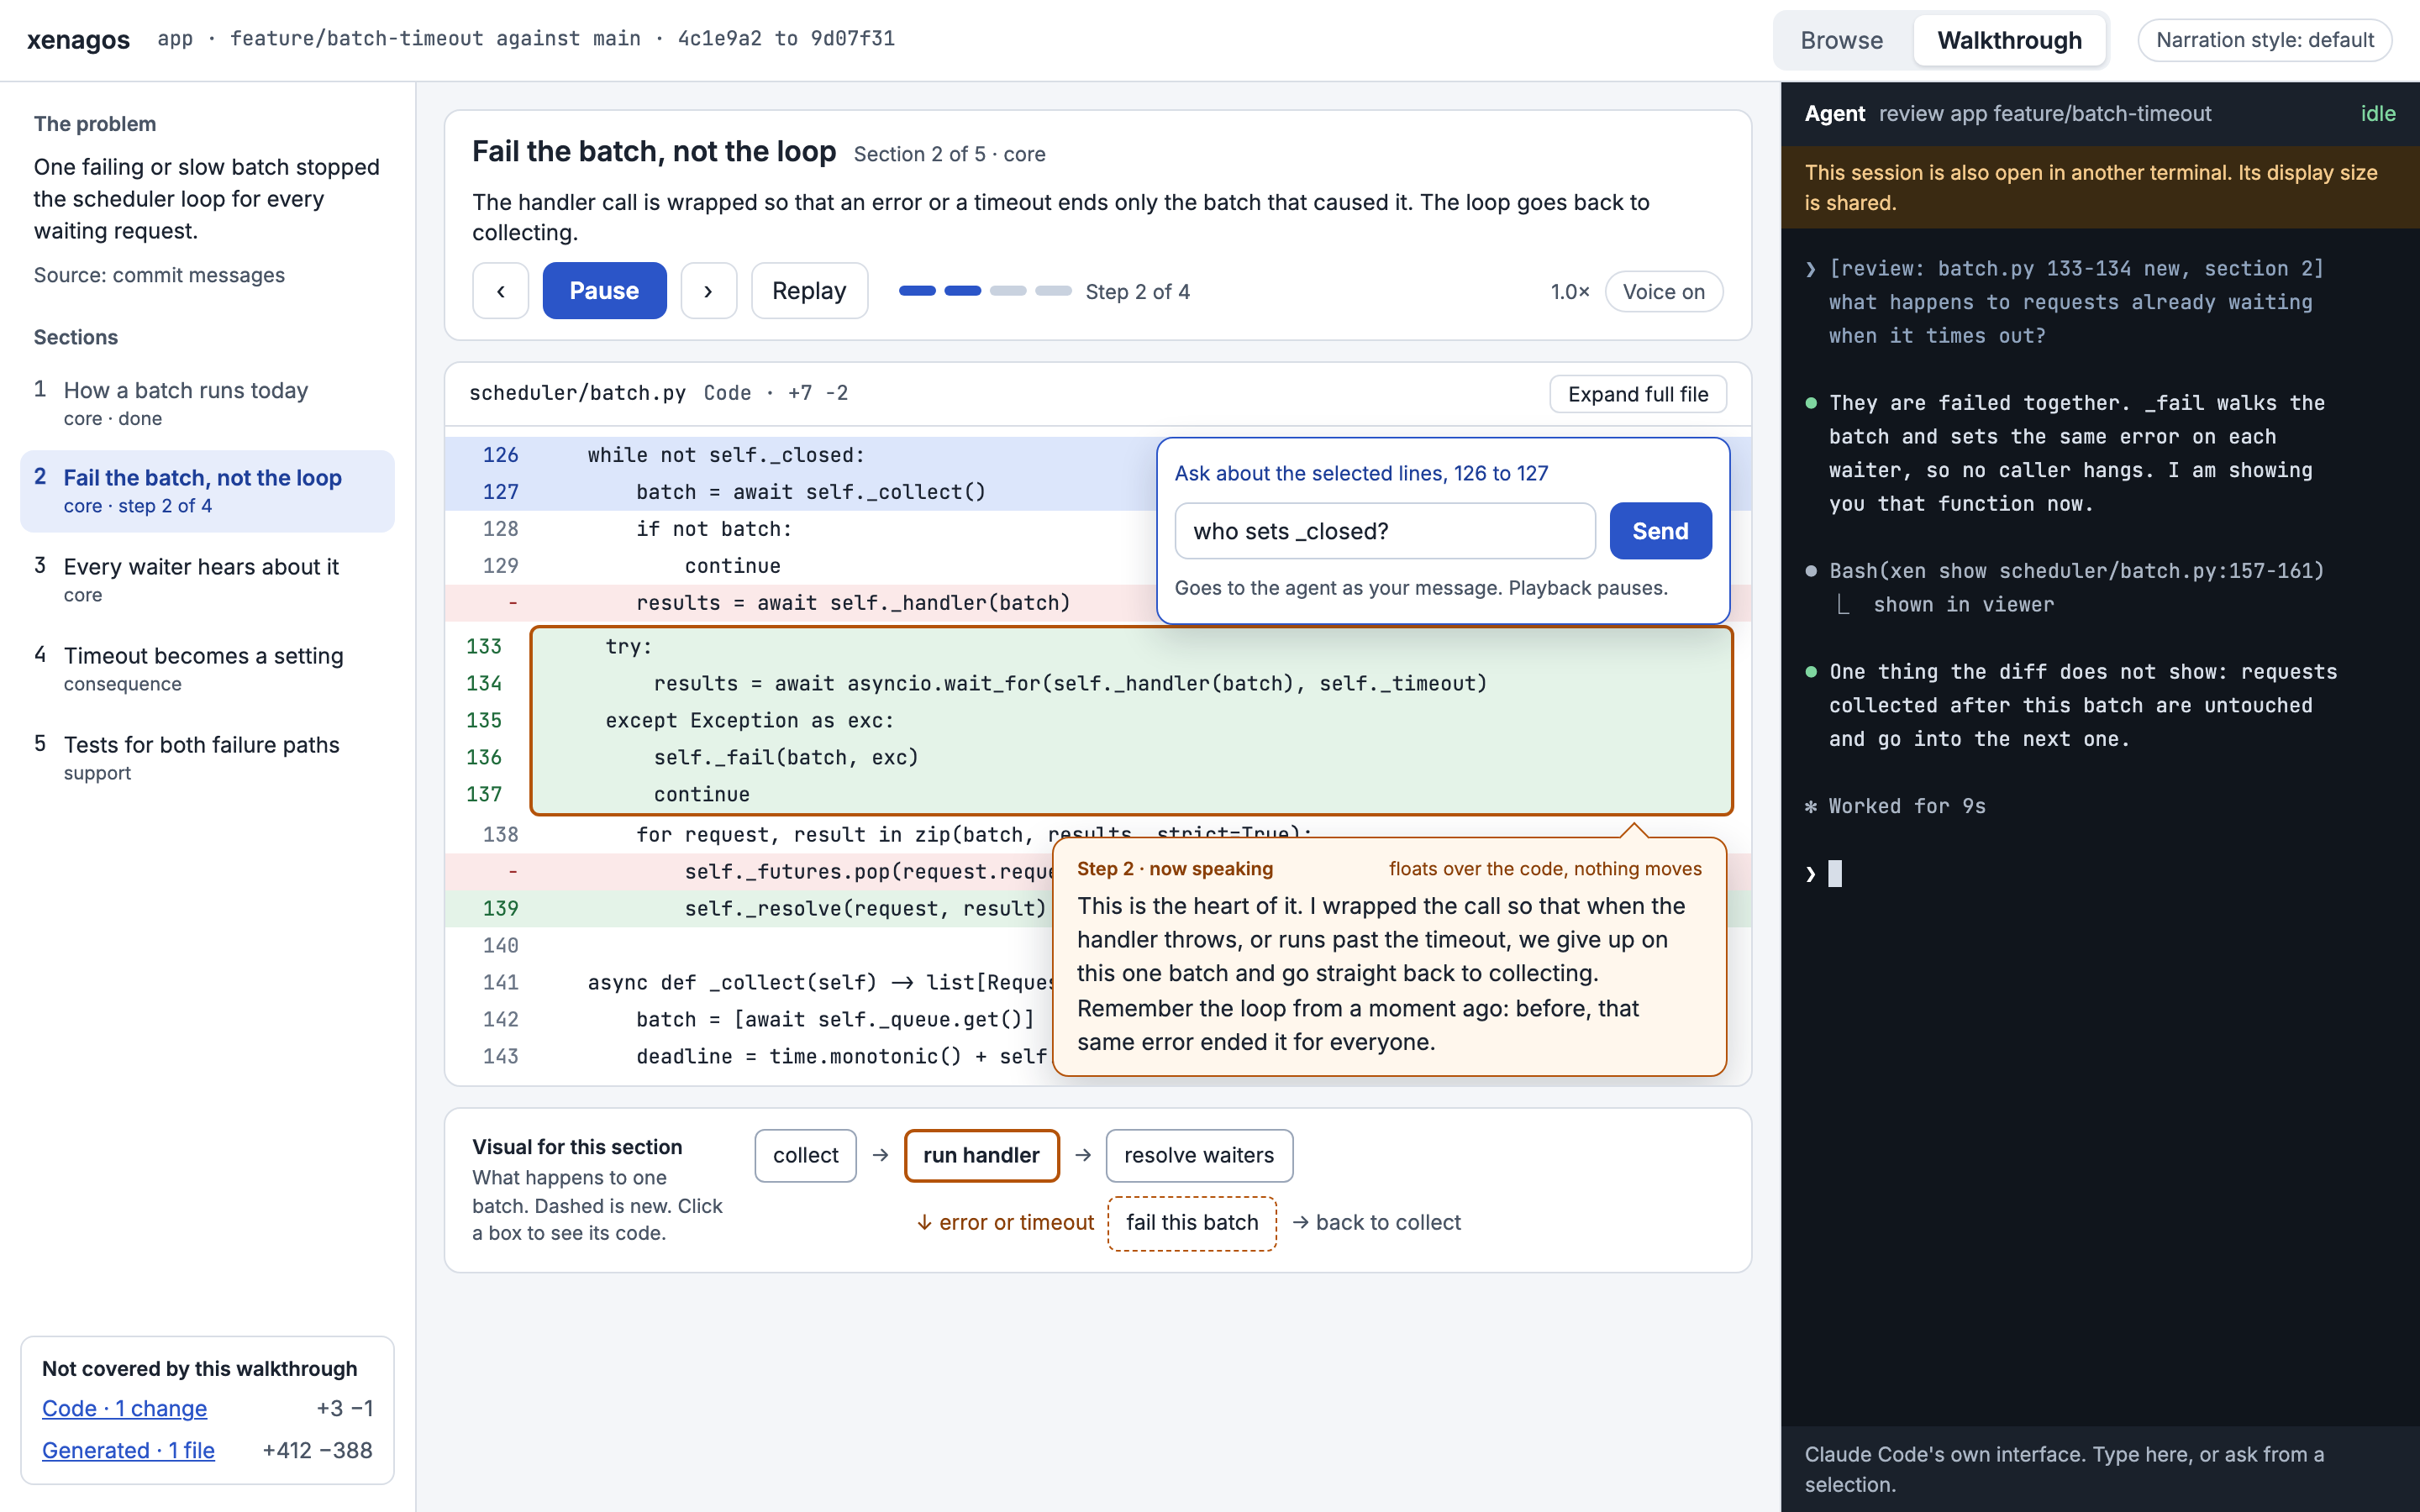 xenagos app · feature/batch-timeout against main · 4c1e9a2 to 9d07f31
Browse Walkthrough Narration style: default
The problem
One failing or slow batch stopped
the scheduler loop for every
waiting request.
Source: commit messages
Sections
1 How a batch runs today
core · done
2 Fail the batch, not the loop
core · step 2 of 4
3 Every waiter hears about it
core
4 Timeout becomes a setting
consequence
5 Tests for both failure paths
support
Not covered by this walkthrough
Code · 1 change +3 −1
Generated · 1 file +412 −388
Fail the batch, not the loop Section 2 of 5 · core
The handler call is wrapped so that an error or a timeout ends only the batch that caused it. The loop goes back to
collecting.
‹ Pause › Replay Step 2 of 4 1.0× Voice on
scheduler/batch.py Code · +7 -2 Expand full file
126 while not self._closed:
127 batch = await self._collect()
128 if not batch:
129 continue
- results = await self._handler(batch)
133 try:
134 results = await asyncio.wait_for(self._handler(batch), self._timeout)
135 except Exception as exc:
136 self._fail(batch, exc)
137 continue
138 for request, result in zip(batch, results, strict=True):
- self._futures.pop(request.reque
139 self._resolve(request, result)
140
141 async def _collect(self) -> list[Reques
142 batch = [await self._queue.get()]
143 deadline = time.monotonic() + self.
Ask about the selected lines, 126 to 127
who sets _closed? Send
Goes to the agent as your message. Playback pauses.
Step 2 · now speaking floats over the code, nothing moves
This is the heart of it. I wrapped the call so that when the
handler throws, or runs past the timeout, we give up on
this one batch and go straight back to collecting.
Remember the loop from a moment ago: before, that
same error ended it for everyone.
Visual for this section
What happens to one
batch. Dashed is new. Click
a box to see its code.
collect → run handler → resolve waiters
↓ error or timeout fail this batch → back to collect
Agent review app feature/batch-timeout idle
This session is also open in another terminal. Its display size
is shared.
❯ [review: batch.py 133-134 new, section 2]
what happens to requests already waiting
when it times out?
● They are failed together. _fail walks the
batch and sets the same error on each
waiter, so no caller hangs. I am showing
you that function now.
● Bash(xen show scheduler/batch.py:157-161)
⎿ shown in viewer
● One thing the diff does not show: requests
collected after this batch are untouched
and go into the next one.
✻ Worked for 9s
❯
Claude Code's own interface. Type here, or ask from a
selection.